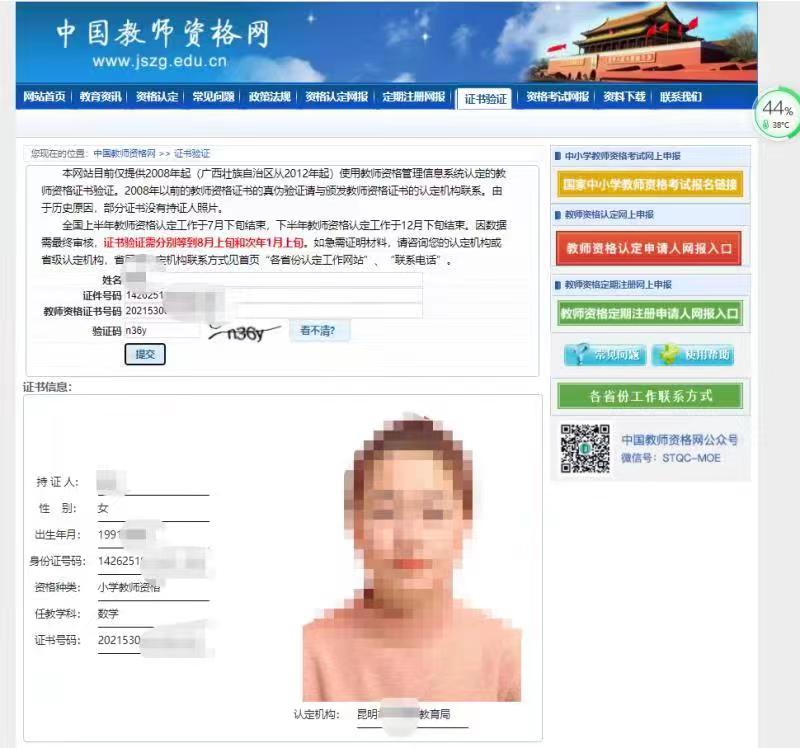 中国教师资格网
www.jszg.edu.cn
网站首页 教育资讯 资格认定 常见问题 政策法规 资格认定网报 定期注册网报 证书验证 资格考试网报 资料下载 联系我们
44%
38°C
您现在的位置: 中国教师资格网 >> 证书验证
本网站目前仅提供2008年起(广西壮族自治区从2012年起)使用教师资格管理信息系统认定的教
师资格证书验证。2008年以前的教师资格证书的真伪验证请与颁发教师资格证书的认定机构联系。由
于历史原因,部分证书没有持证人照片。
全国上半年教师资格认定工作于7月下旬结束,下半年教师资格认定工作于12月下旬结束。因数据
需最终审核,证书验证需分别等到8月上旬和次年1月上旬。如急需证明材料,请咨询您的认定机构或
省级认定机构,省 定机构联系方式见首页“各省份认定工作网站”、“联系电话”。
姓名
证件号码 1426251
教师资格证书号码 2021530
验证码 n36y n36y 看不清?
提交
证书信息:
持 证 人:
性 别: 女
出生年月: 1991
身份证号码: 1426251
资格种类: 小学教师资格
任教学科: 数学
证书号码: 2021530
认定机构: 昆明 教育局
中小学教师资格考试网上申报
国家中小学教师资格考试报名链接
教师资格认定网上申报
教师资格认定申请人网报入口
教师资格定期注册网上申报
教师资格定期注册申请人网报入口
常见问题 使用帮助
各省份工作联系方式
中国教师资格网公众号
微信号: STQC-MOE